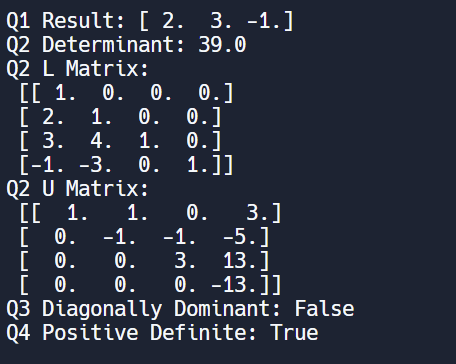 Q1 Result: [ 2.  3. -1.]
Q2 Determinant: 39.0
Q2 L Matrix:
 [[ 1.  0.  0.  0.]
 [ 2.  1.  0.  0.]
 [ 3.  4.  1.  0.]
 [-1. -3.  0.  1.]]
Q2 U Matrix:
 [[  1.   1.   0.   3.]
 [  0.  -1.  -1.  -5.]
 [  0.   0.   3.  13.]
 [  0.   0.   0. -13.]]
Q3 Diagonally Dominant: False
Q4 Positive Definite: True